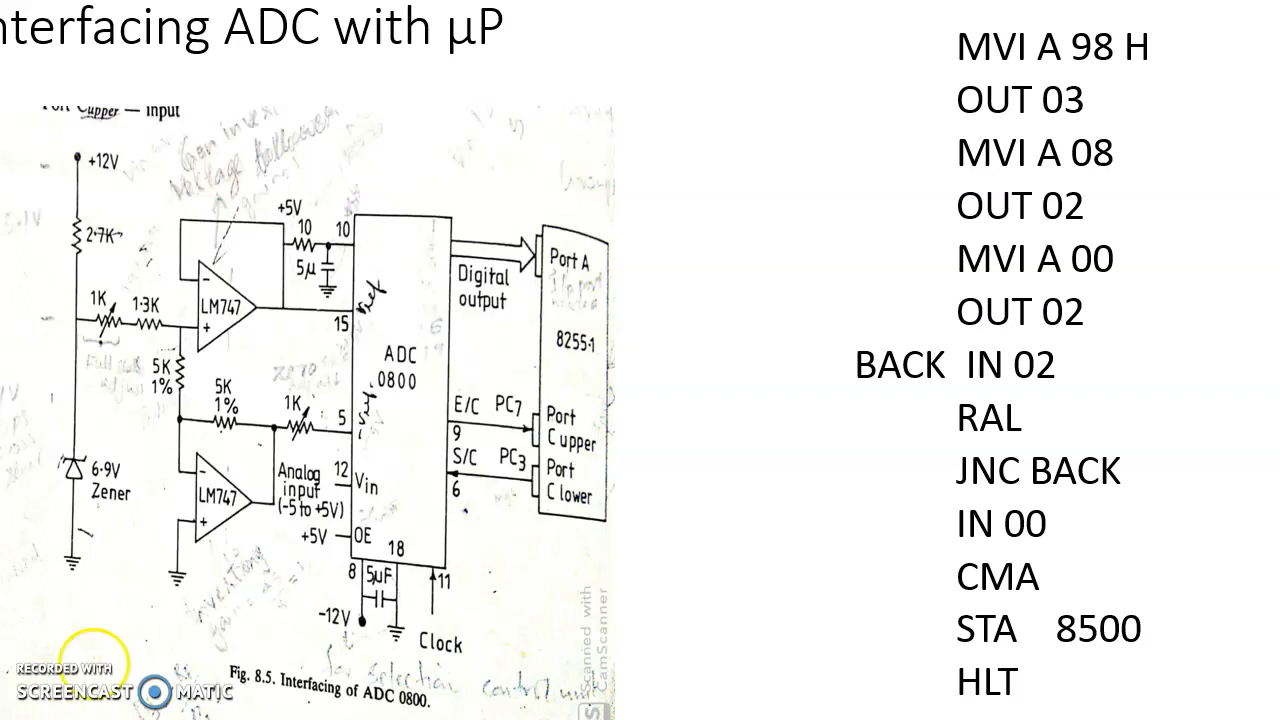 nterfacing ADC with µP
Port Cupper — input
+12V
2·7K
1K
1·3K
5K
1%
5K
1%
1K
6·9V
Zener
LM747
LM747
+5V
10
5µ
10
15
5
12
Vin
Analog
input
(-5 to +5V)
+5V
OE
18
8
5µF
-12V
11
Clock
ADC
0800
Digital
output
E/C PC7
9
S/C PC3
6
Port A
8255·1
Port
C upper
Port
C lower
Fig. 8.5. Interfacing of ADC 0800.
canned with
CamScanner
RECORDED WITH
SCREENCAST MATIC
MVI A 98 H
OUT 03
MVI A 08
OUT 02
MVI A 00
OUT 02
BACK IN 02
RAL
JNC BACK
IN 00
CMA
STA 8500
HLT